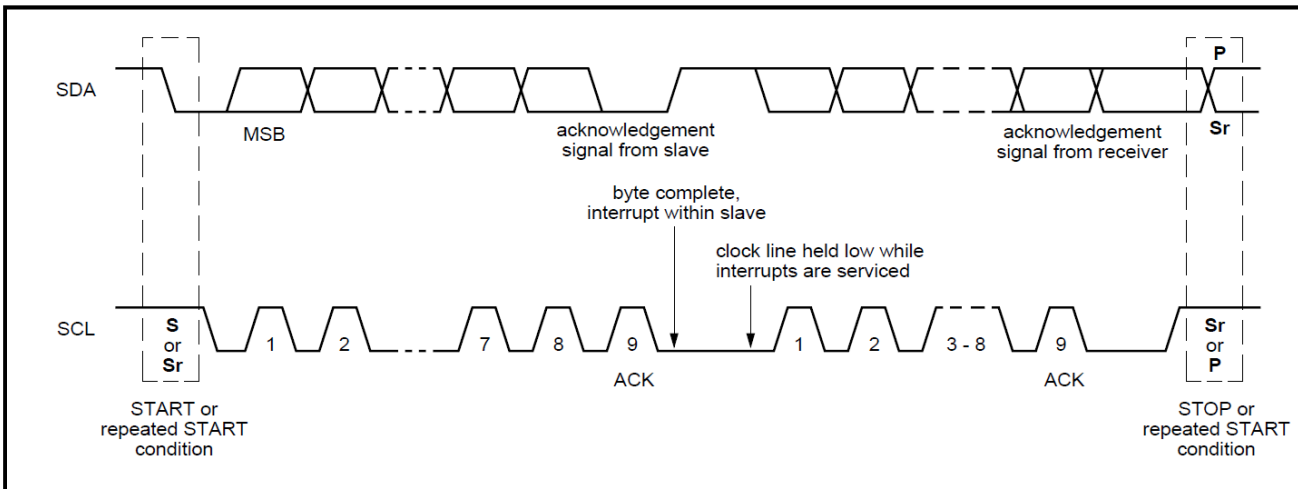 P
SDA
MSB
acknowledgement
signal from slave
acknowledgement
signal from receiver
Sr
byte complete,
interrupt within slave
clock line held low while
interrupts are serviced
SCL
S
or
Sr
1
2
7
8
9
1
2
3 - 8
9
Sr
or
P
ACK
ACK
START or
repeated START
condition
STOP or
repeated START
condition